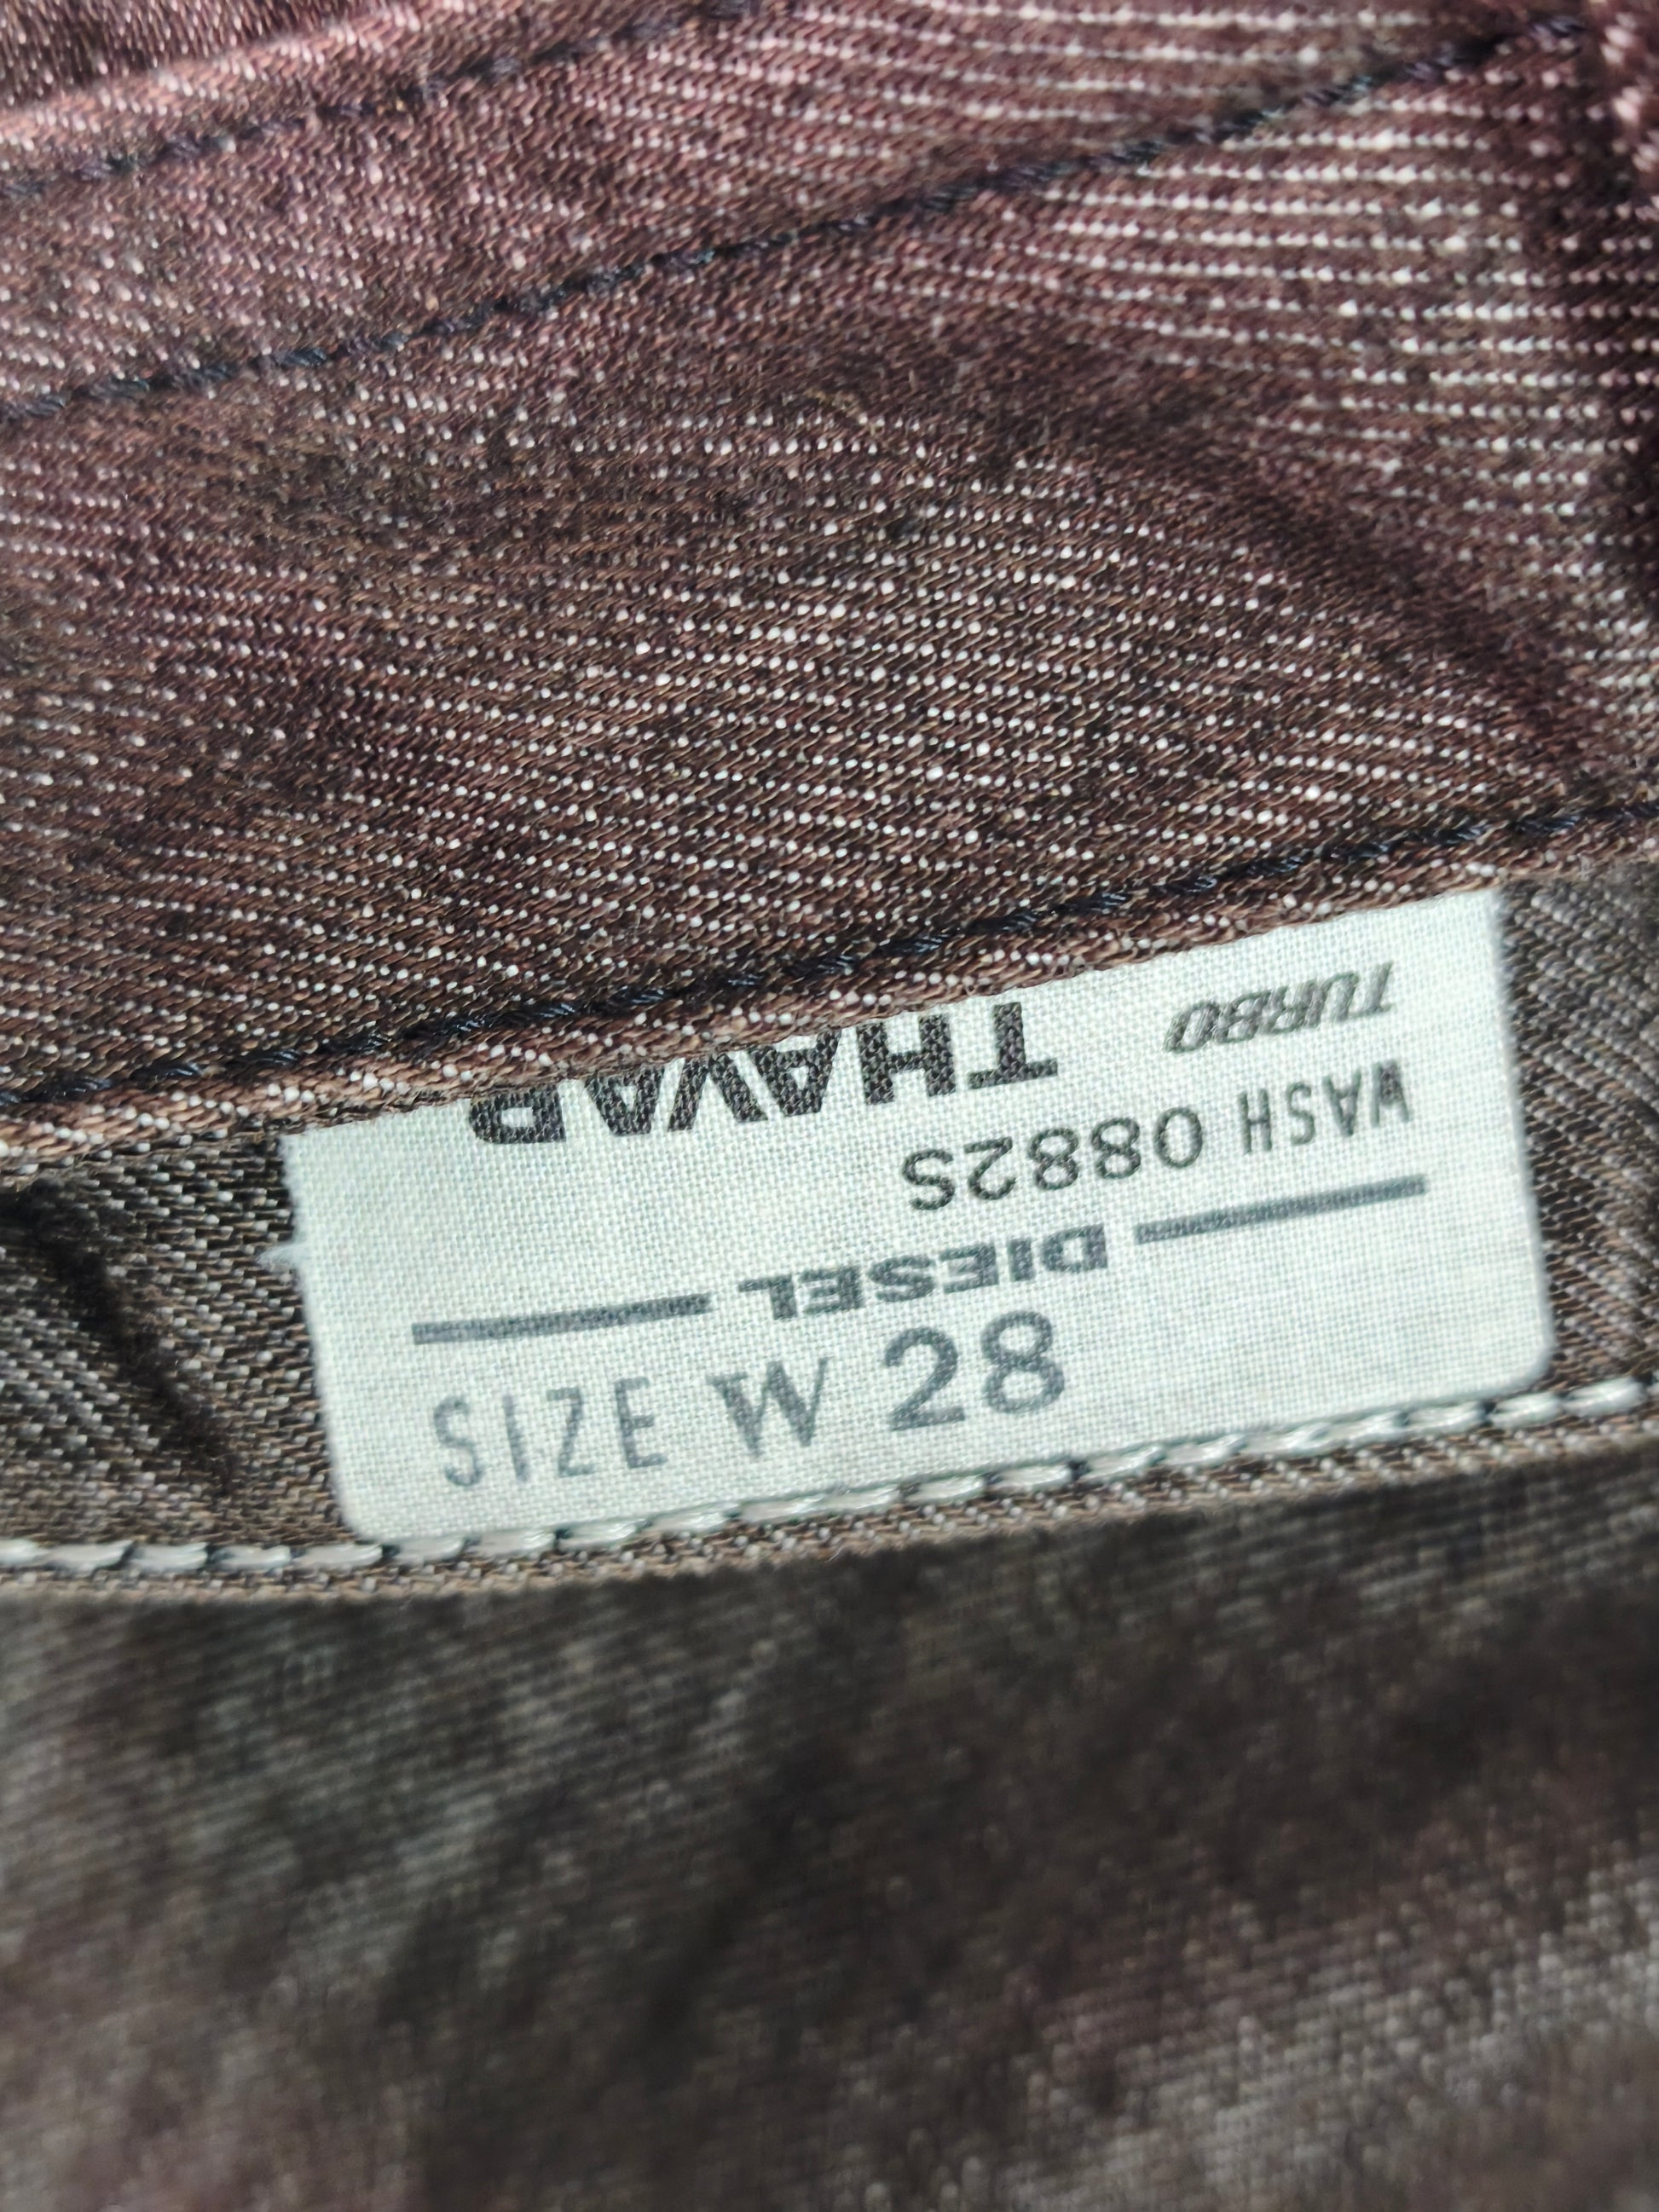 SIZE W 28
DIESEL
WASH 0882S
TURBO THAVAR